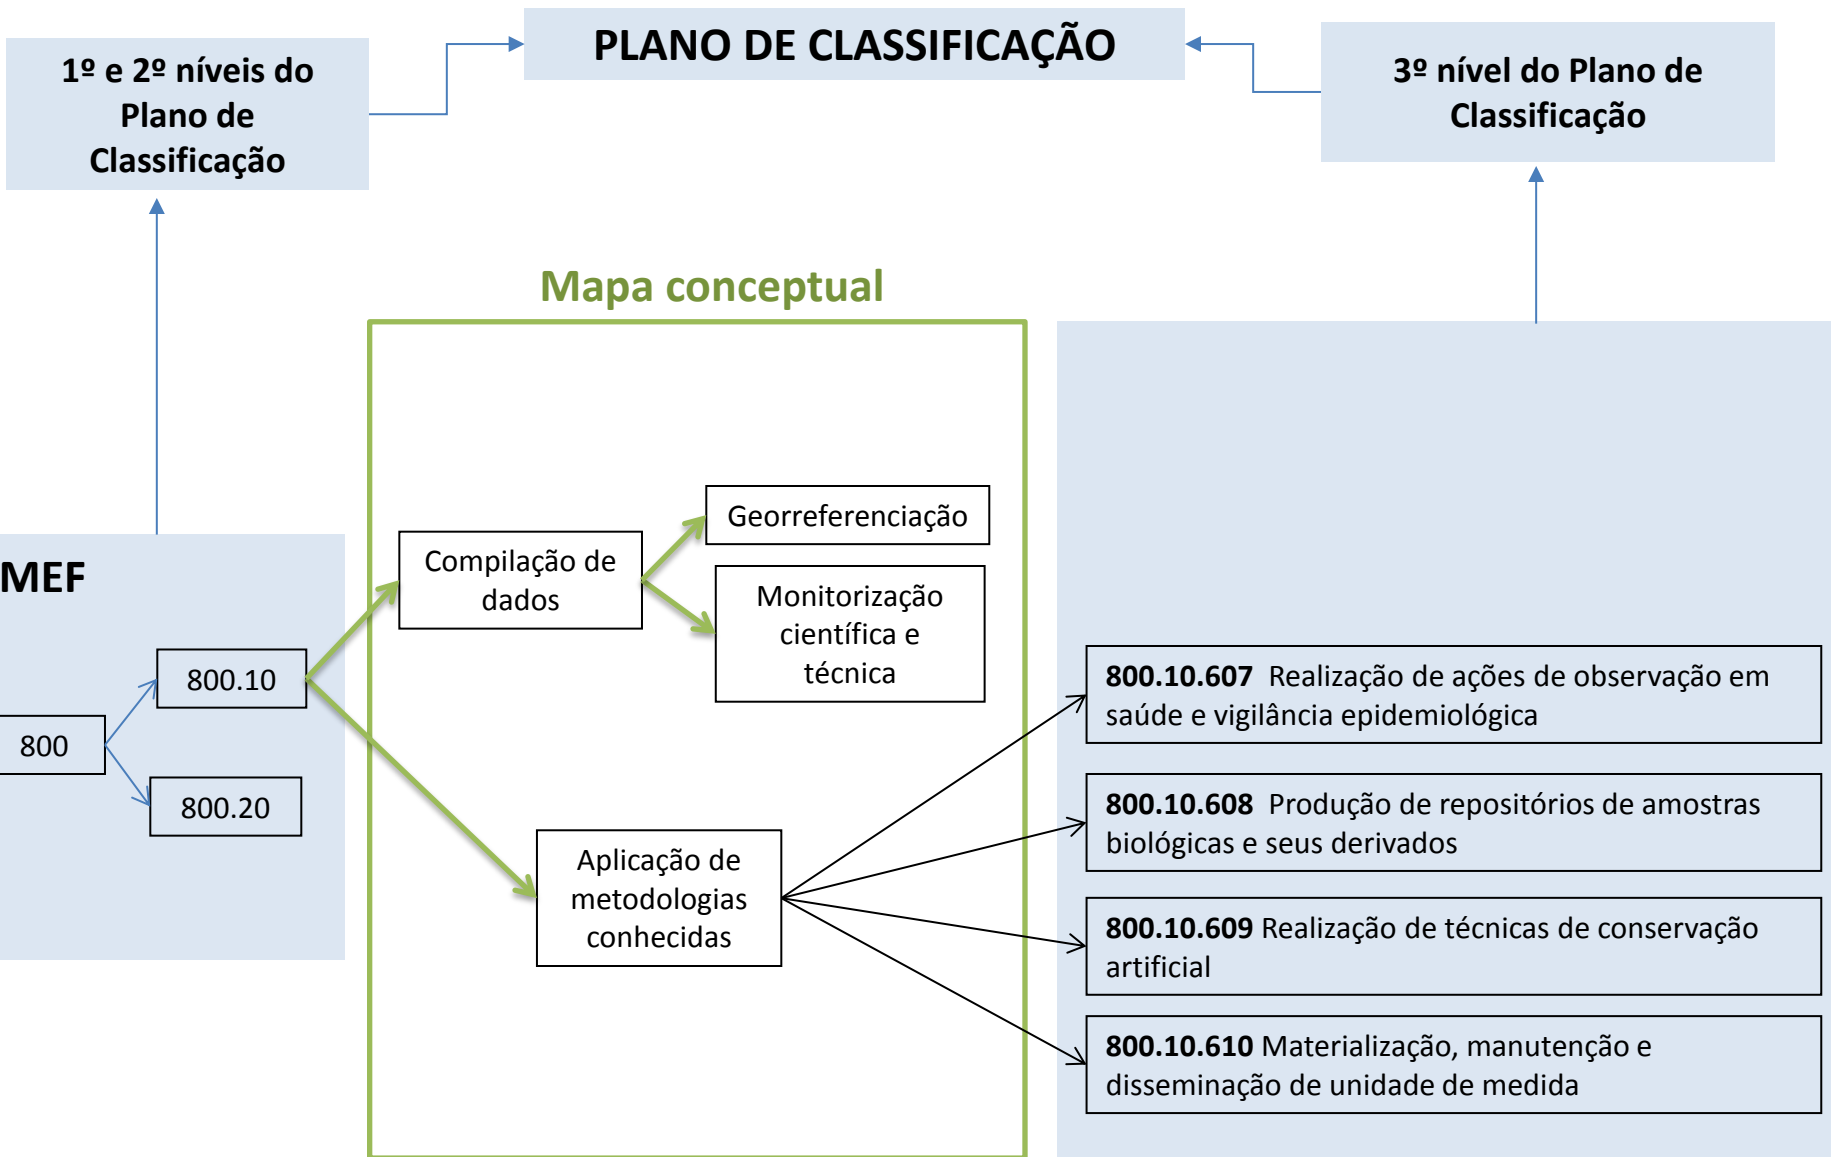 PLANO DE CLASSIFICAÇÃO
1º e 2º níveis do
Plano de
Classificação
3º nível do Plano de
Classificação
Mapa conceptual
MEF
800
800.10
800.20
Compilação de
dados
Georreferenciação
Monitorização
científica e
técnica
Aplicação de
metodologias
conhecidas
800.10.607 Realização de ações de observação em
saúde e vigilância epidemiológica
800.10.608 Produção de repositórios de amostras
biológicas e seus derivados
800.10.609 Realização de técnicas de conservação
artificial
800.10.610 Materialização, manutenção e
disseminação de unidade de medida